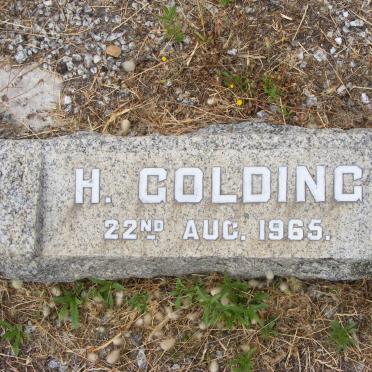 H. GOLDING
22ND AUG. 1965.